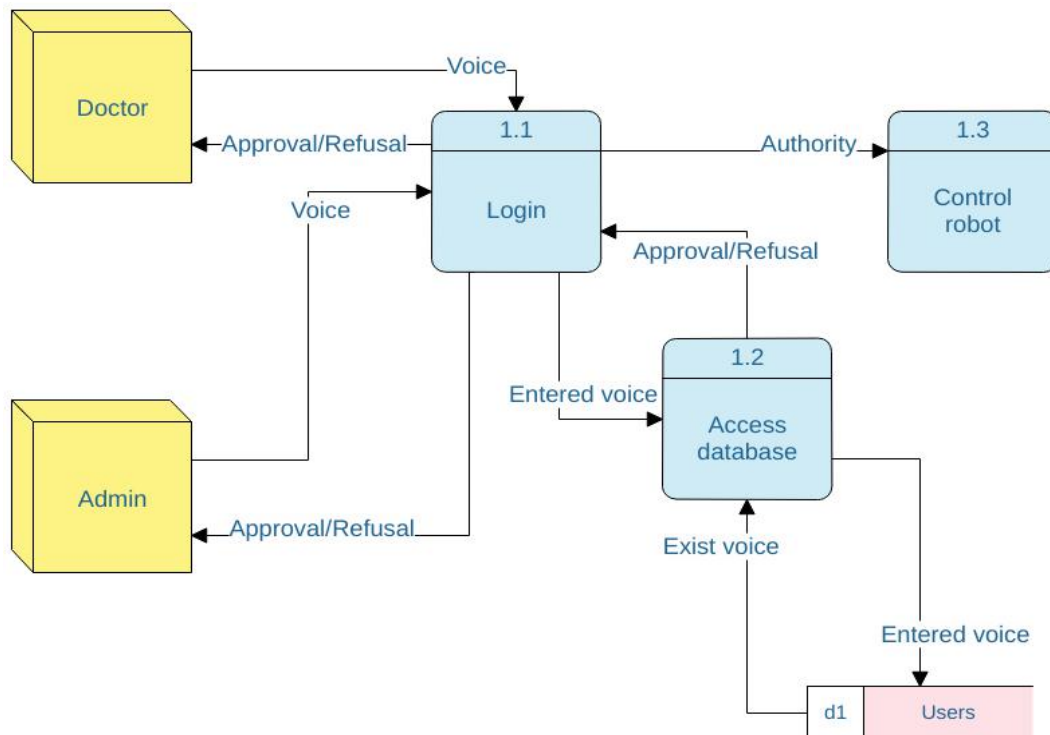 Voice
Doctor
1.1
1.3
Approval/Refusal
Authority
Voice
Login
Control
robot
Approval/Refusal
1.2
Entered voice
Access
database
Admin
Approval/Refusal
Exist voice
Entered voice
d1
Users